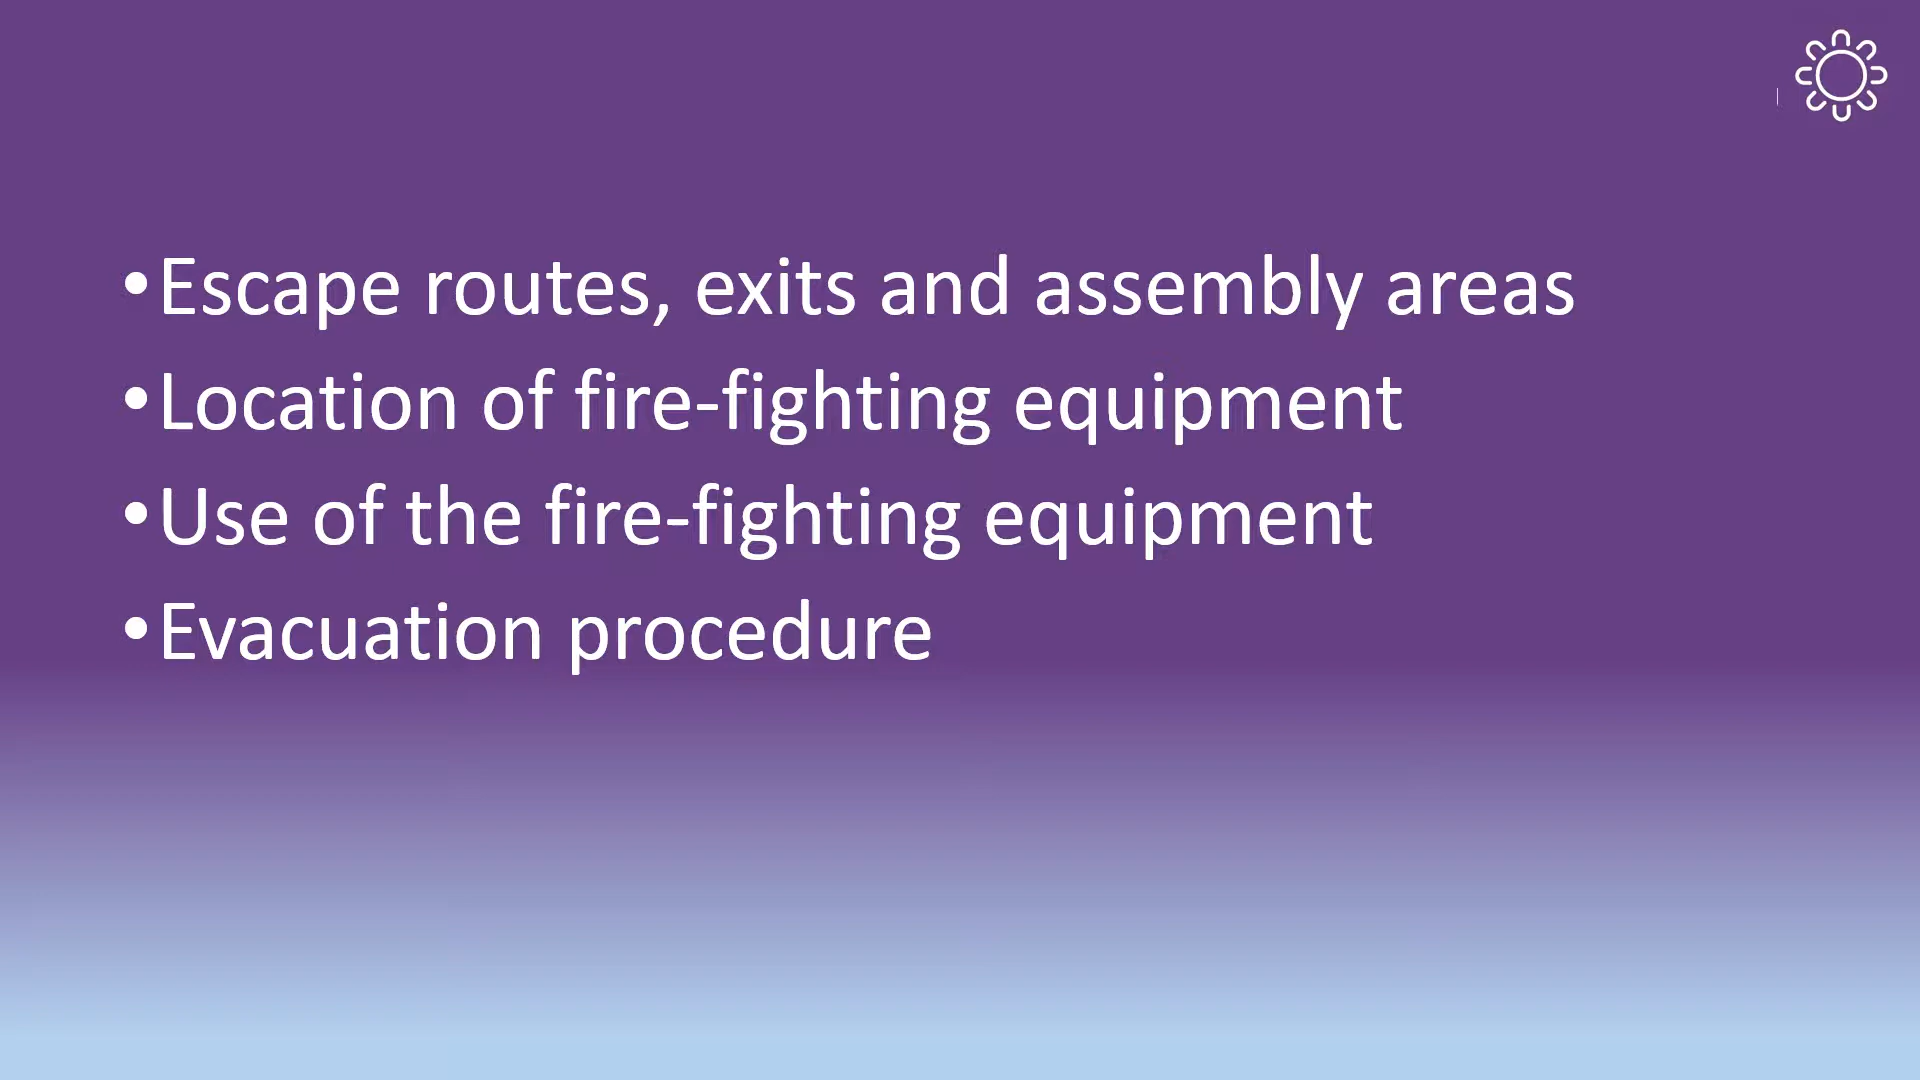 •Escape routes, exits and assembly areas
•Location of fire-fighting equipment
•Use of the fire-fighting equipment
•Evacuation procedure